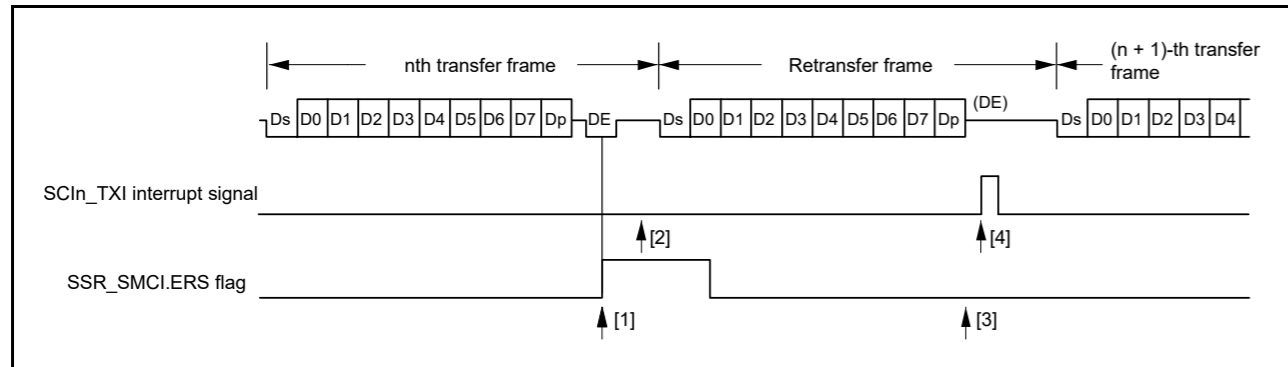 nth transfer frame
Retransfer frame
(n + 1)-th transfer
frame
Ds D0 D1 D2 D3 D4 D5 D6 D7 Dp DE Ds D0 D1 D2 D3 D4 D5 D6 D7 Dp (DE) Ds D0 D1 D2 D3 D4
SCIn_TXI interrupt signal
[2]
[4]
SSR_SMCI.ERS flag
[1]
[3]